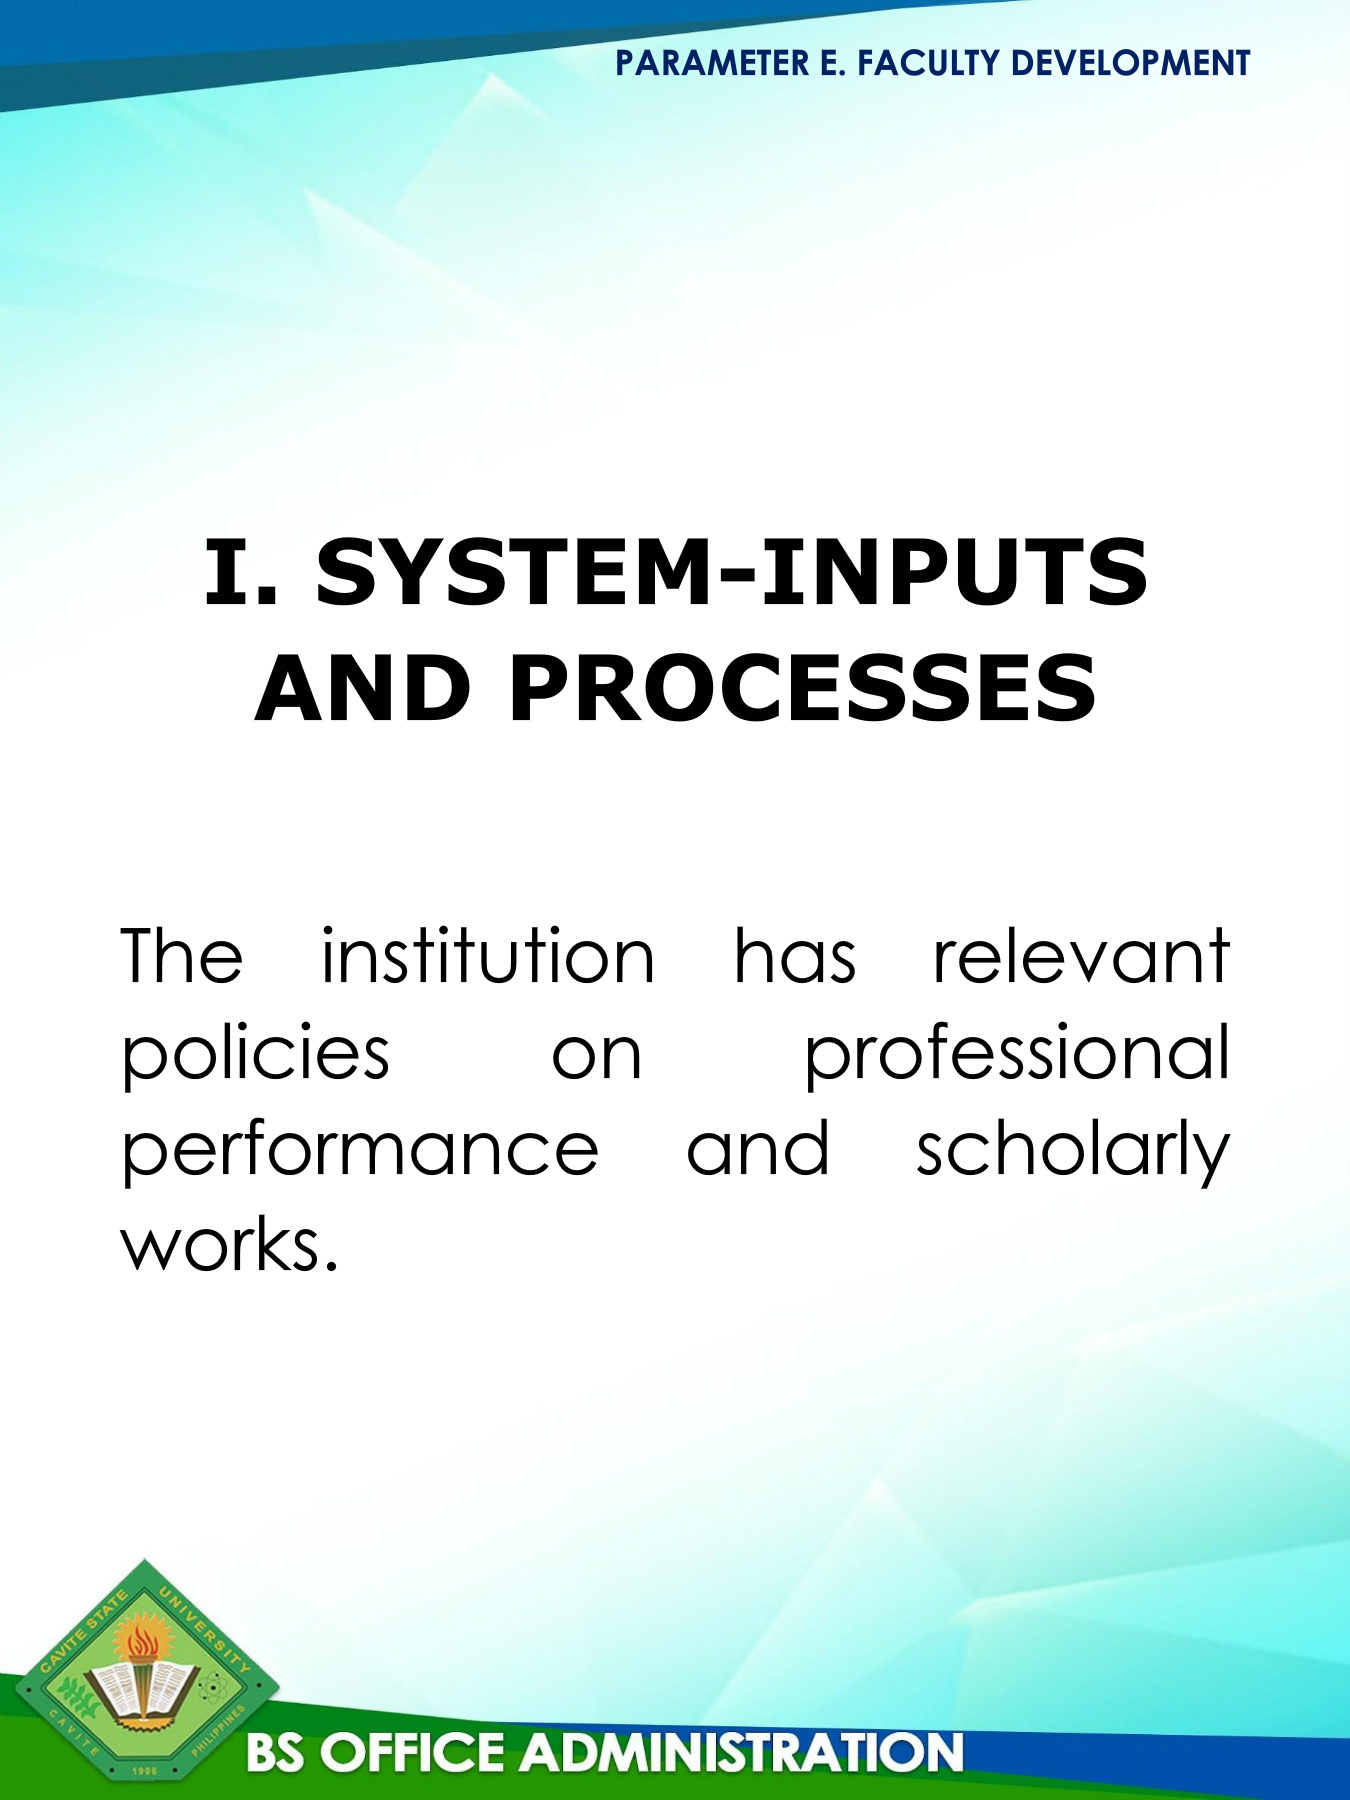 PARAMETER E. FACULTY DEVELOPMENT
I. SYSTEM-INPUTS
AND PROCESSES
The institution has relevant
policies on professional
performance and scholarly
works.
CAVITE STATE UNIVERSITY
CAVITE PHILIPPINES
1906
BS OFFICE ADMINISTRATION